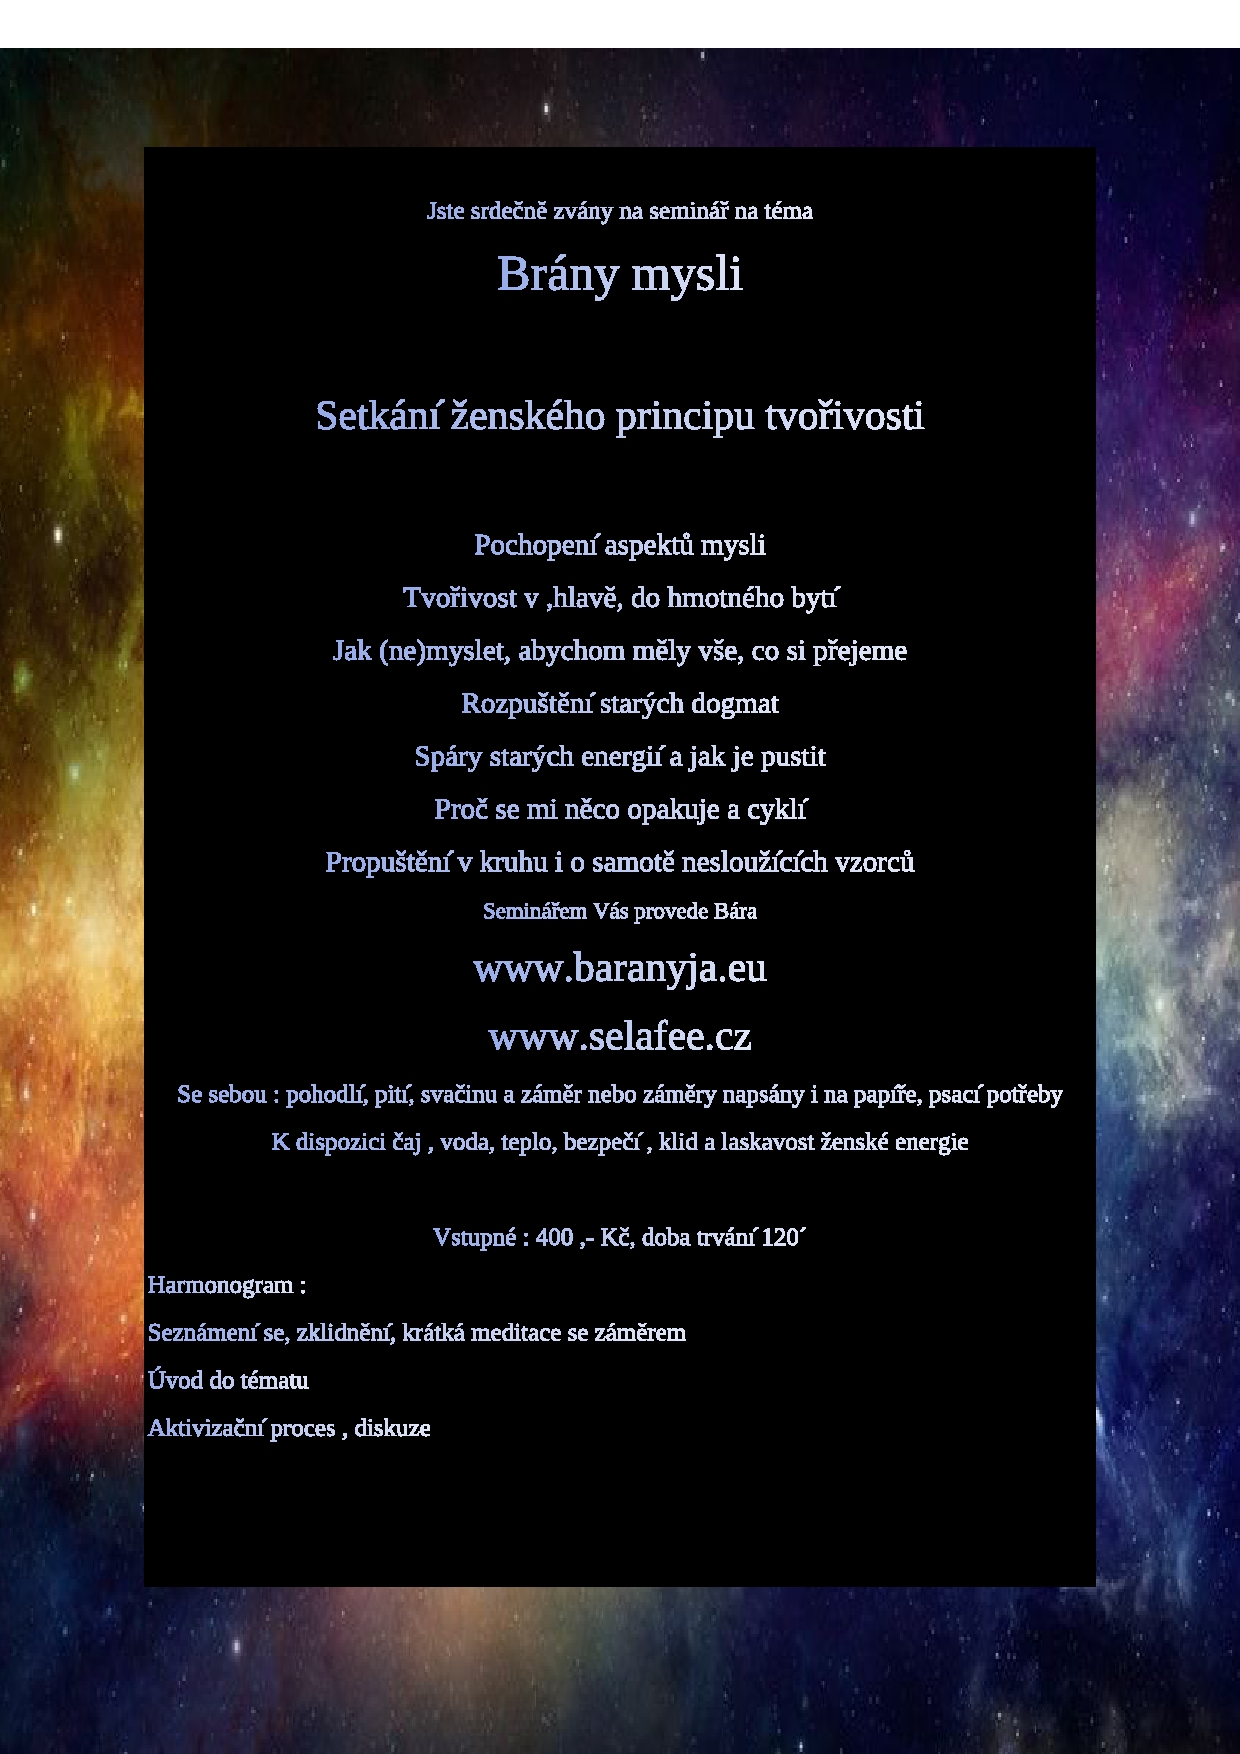 Jste srdečně zvány na seminář na téma
Brány mysli
Setkání ženského principu tvořivosti
Pochopení aspektů mysli
Tvořivost v ,hlavě, do hmotného bytí
Jak (ne)myslet, abychom měly vše, co si přejeme
Rozpuštění starých dogmat
Spáry starých energií a jak je pustit
Proč se mi něco opakuje a cyklí
Propuštění v kruhu i o samotě nesloužících vzorců
Seminářem Vás provede Bára
www.baranyja.eu
www.selafee.cz
Se sebou : pohodlí, pití, svačinu a záměr nebo záměry napsány i na papíře, psací potřeby
K dispozici čaj , voda, teplo, bezpečí , klid a laskavost ženské energie
Vstupné : 400 ,- Kč, doba trvání 120´
Harmonogram :
Seznámení se, zklidnění, krátká meditace se záměrem
Úvod do tématu
Aktivizační proces , diskuze